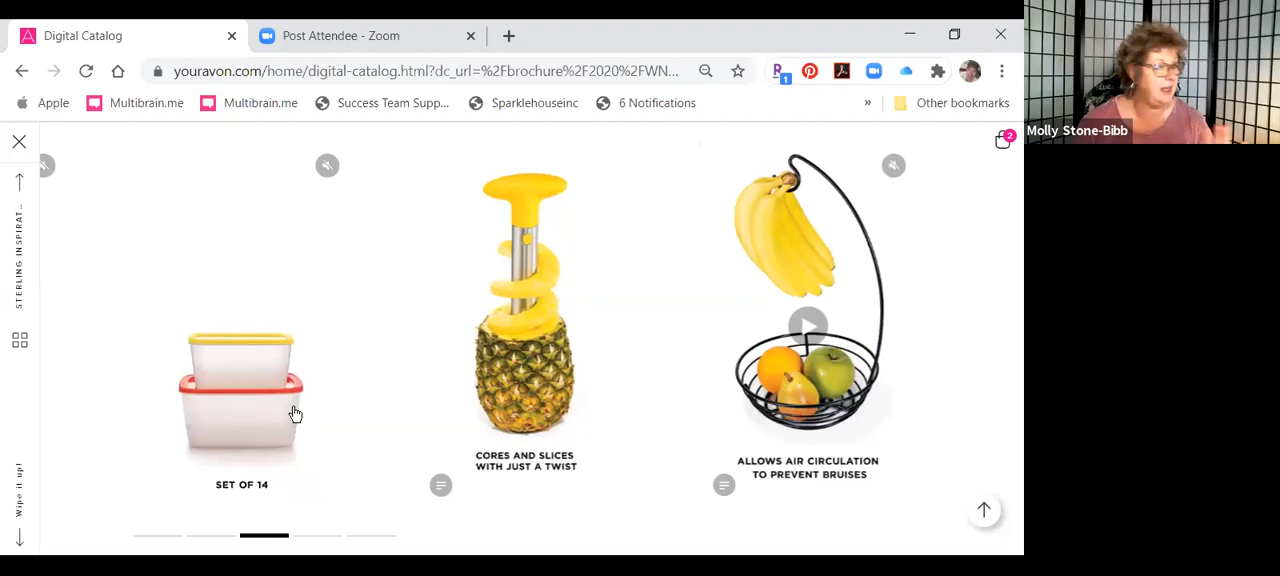 Digital Catalog
Post Attendee - Zoom
youravon.com/home/digital-catalog.html?dc_url=%2Fbrochure%2F2020%2FWN...
1
Apple
Multibrain.me
Multibrain.me
Success Team Supp...
Sparklehouseinc
6 Notifications
»
Other bookmarks
Molly Stone-Bibb
2
STERLING INSPIRAT..
CORES AND SLICES
WITH JUST A TWIST
ALLOWS AIR CIRCULATION
TO PREVENT BRUISES
SET OF 14
Wipe it up!